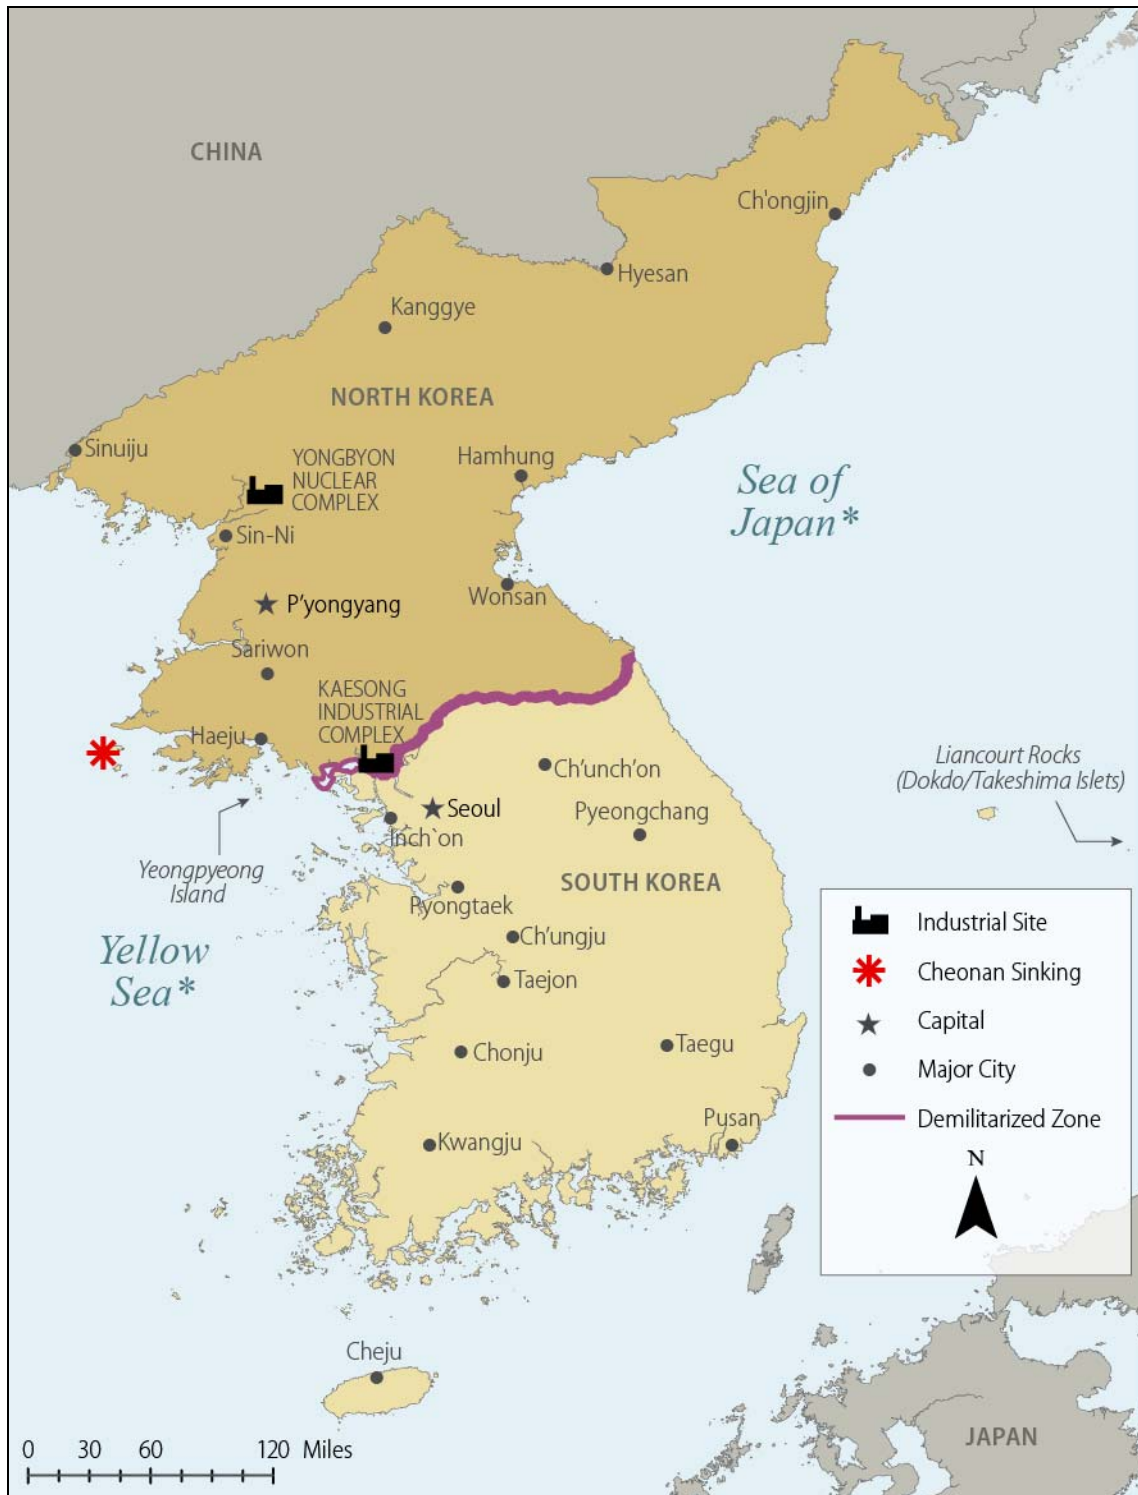 CHINA
Ch'ongjin
Hyesan
Kanggye
NORTH KOREA
Sinuiju
YONGBYON
NUCLEAR
COMPLEX
Hamhung
Sea of
Japan*
Sin-Ni
Wonsan
P'yongyang
Sariwon
KAESONG
INDUSTRIAL
COMPLEX
Haeju
Ch'unch'on
Liancourt Rocks
(Dokdo/Takeshima Islets)
Seoul
Pyeongchang
Inch`on
Yeongpyeong
Island
SOUTH KOREA
Pyongtaek
Yellow
Sea*
Ch'ungju
Taejon
Chonju
Taegu
Pusan
Kwangju
Cheju
Industrial Site
Cheonan Sinking
Capital
Major City
Demilitarized Zone
N
JAPAN
0 30 60 120 Miles